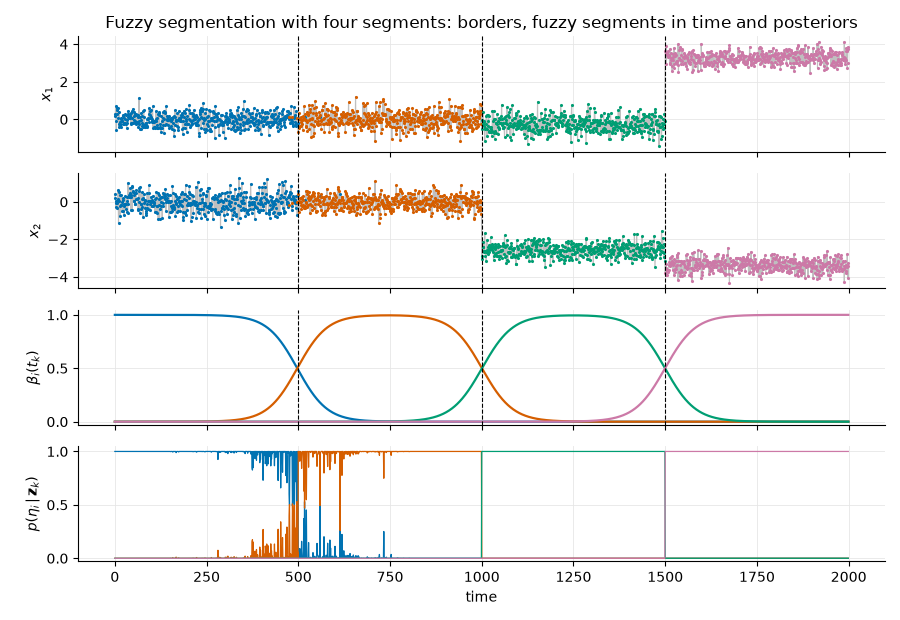 Fuzzy segmentation with four segments: borders, fuzzy segments in time and posteriors
4
2
0
x₁
0
−2
−4
x₂
1.0
0.5
0.0
βᵢ(tₖ)
1.0
0.5
0.0
p(ηᵢ | 𝐳ₖ)
0 250 500 750 1000 1250 1500 1750 2000
time